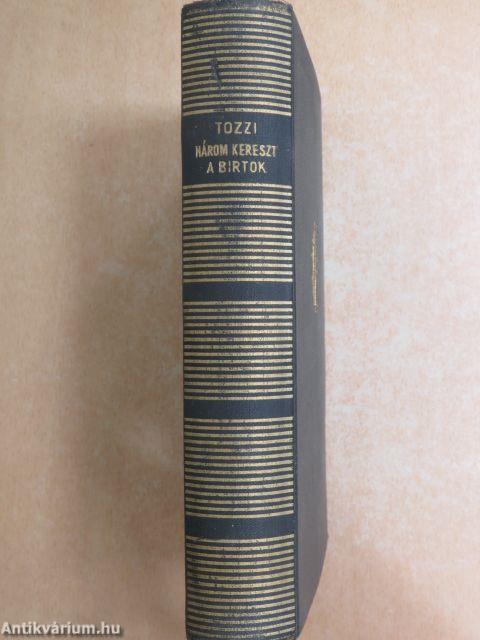 TOZZI
HÁROM KERESZT
A BIRTOK
Antikvárium.hu